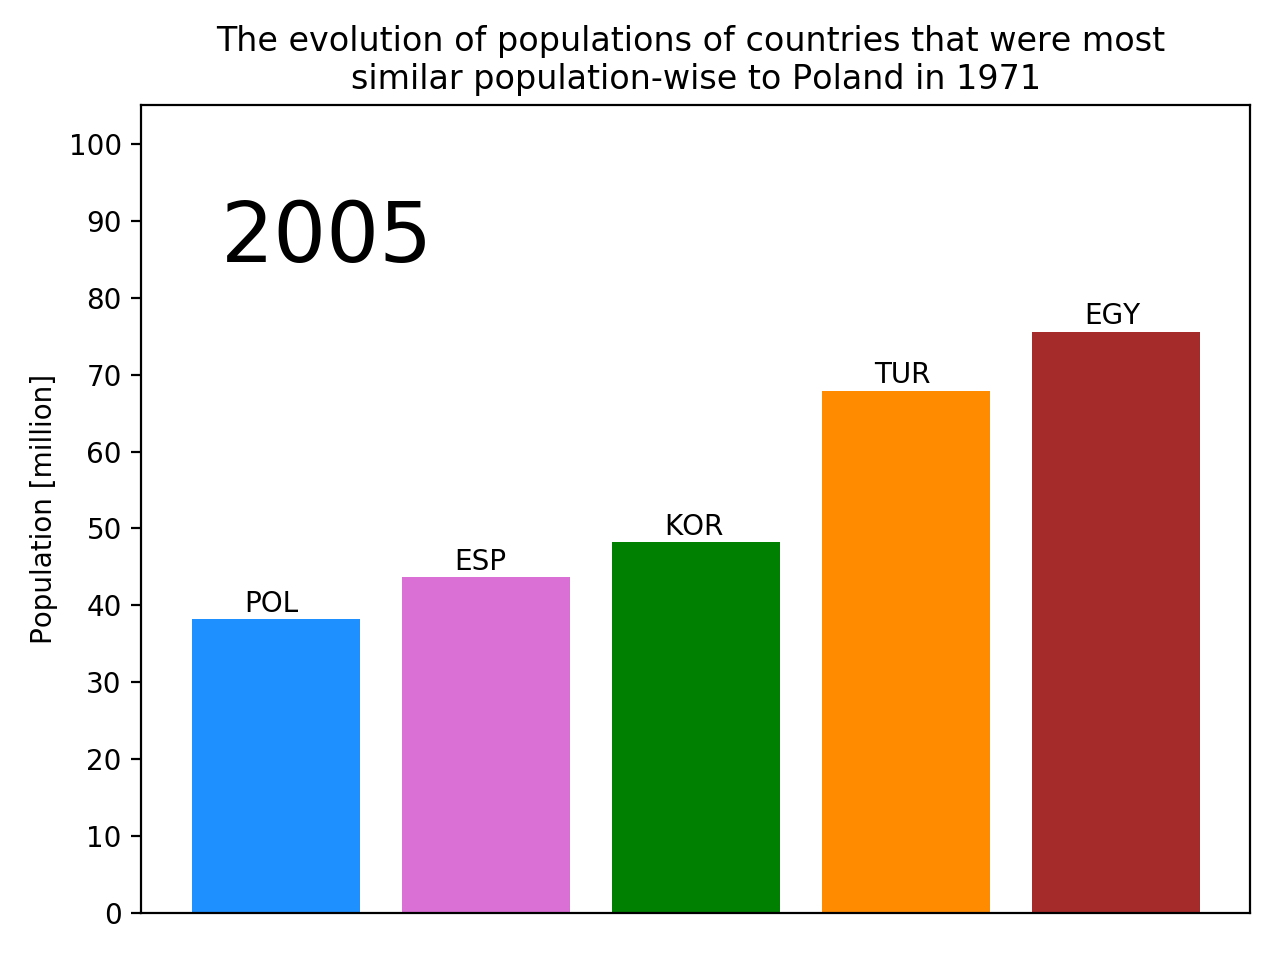 The evolution of populations of countries that were most
similar population-wise to Poland in 1971
100
90
80
70
60
50
40
30
20
10
0
Population [million]
2005
POL
ESP
KOR
TUR
EGY